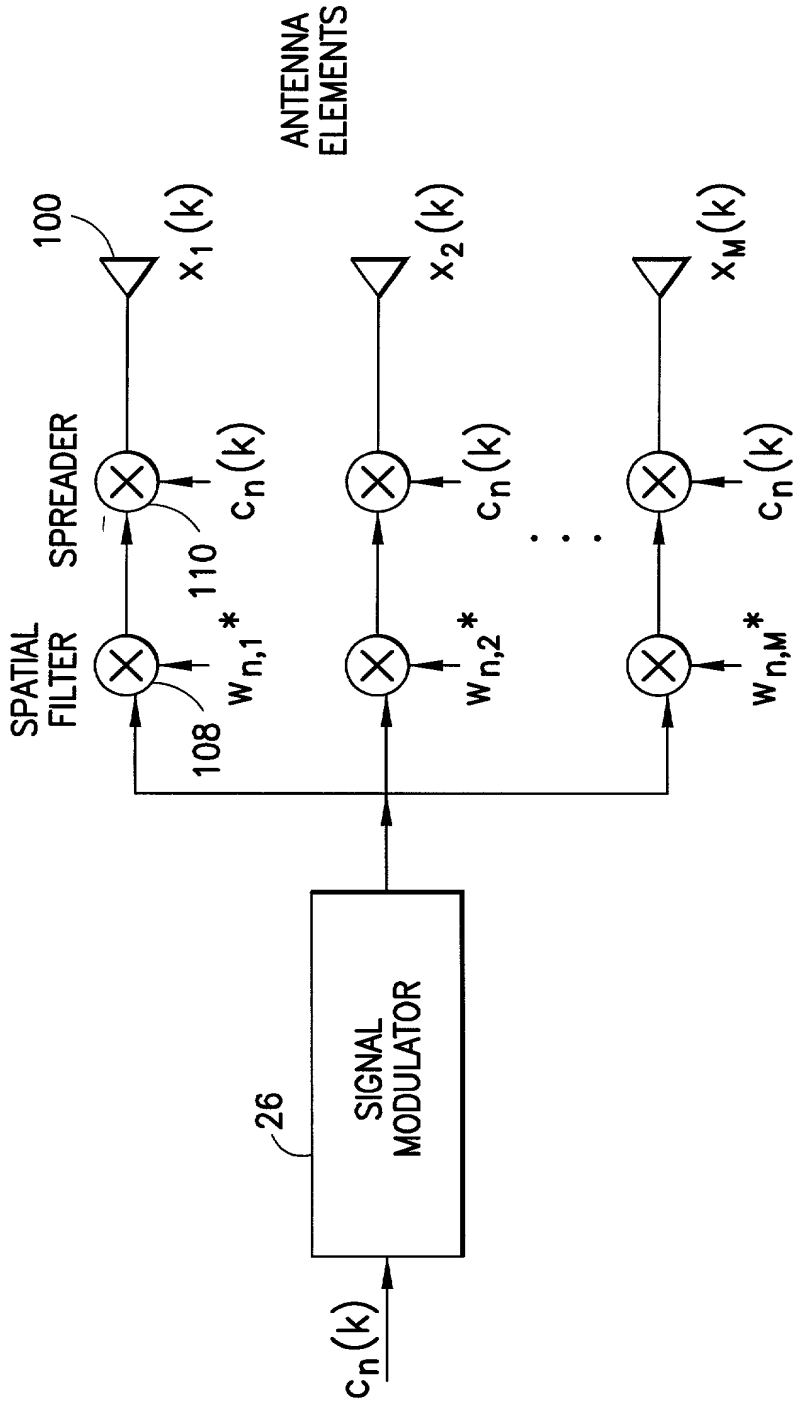 SPATIAL
FILTER
SPREADER
ANTENNA
ELEMENTS
100
108
110
x1(k)
wn,1*
cn(k)
x2(k)
wn,2*
cn(k)
. . .
xM(k)
wn,M*
cn(k)
26
SIGNAL
MODULATOR
cn(k)